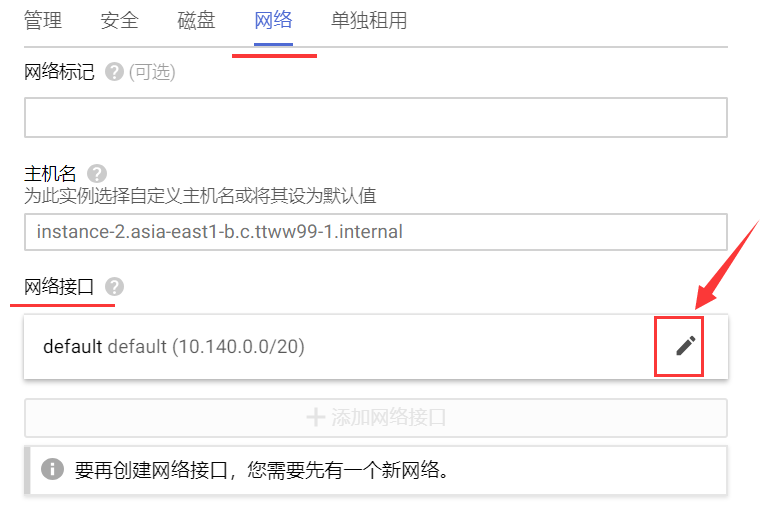 管理 安全 磁盘 网络 单独租用
网络标记 (可选)
主机名
为此实例选择自定义主机名或将其设为默认值
instance-2.asia-east1-b.c.ttww99-1.internal
网络接口
default default (10.140.0.0/20)
添加网络接口
要再创建网络接口，您需要先有一个新网络。